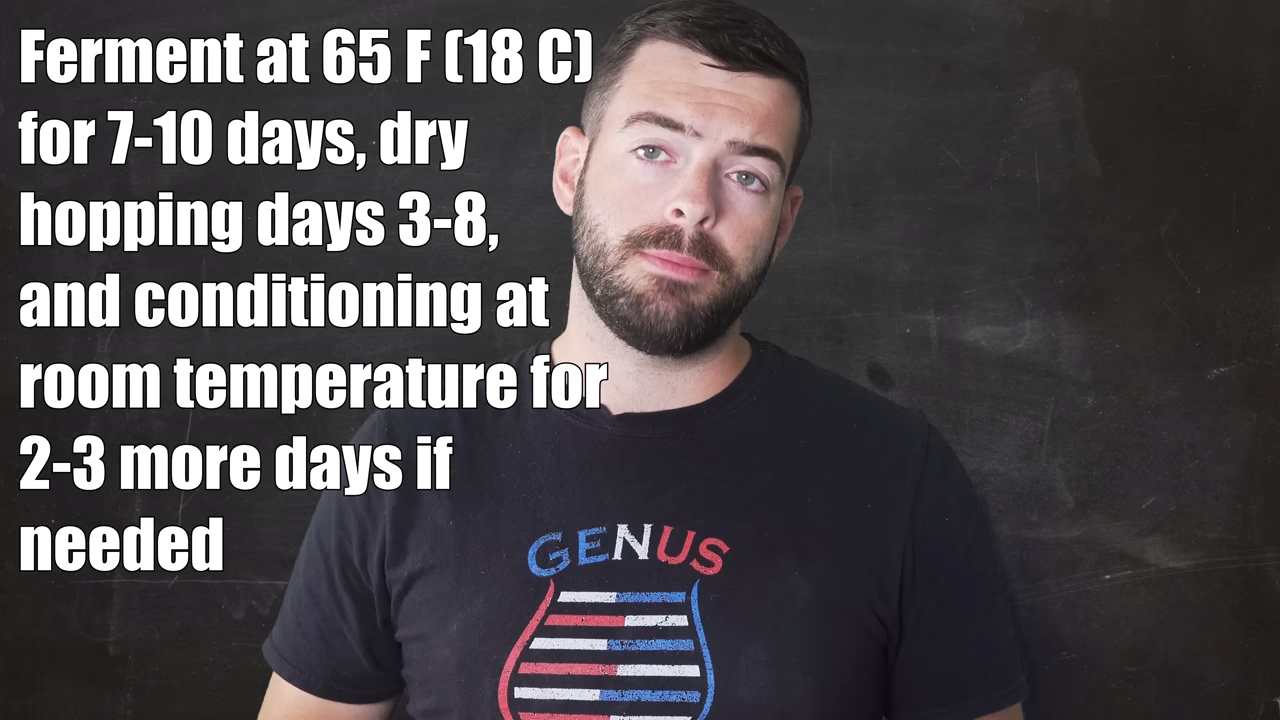 Ferment at 65 F (18 C)
for 7-10 days, dry
hopping days 3-8,
and conditioning at
room temperature for
2-3 more days if
needed
GENUS